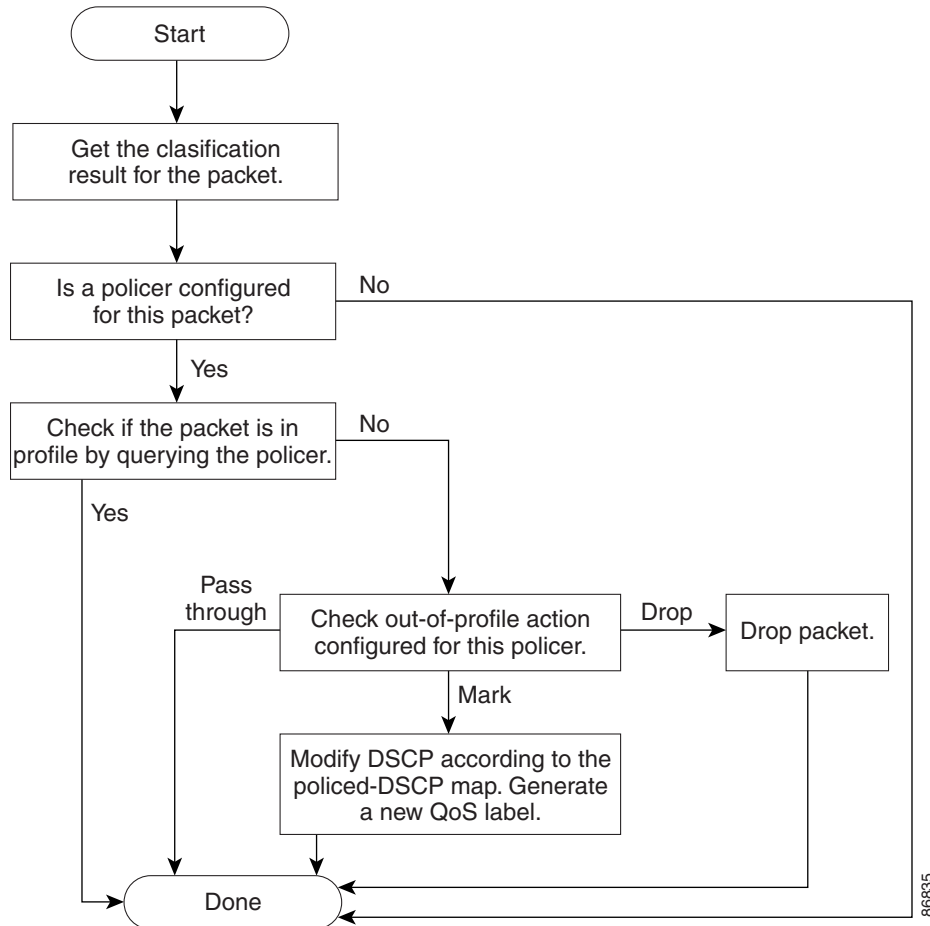 Start
Get the clasification
result for the packet.
Is a policer configured
for this packet?
No
Yes
Check if the packet is in
profile by querying the policer.
No
Yes
Pass
through
Check out-of-profile action
configured for this policer.
Drop
Drop packet.
Mark
Modify DSCP according to the
policed-DSCP map. Generate
a new QoS label.
Done
86835